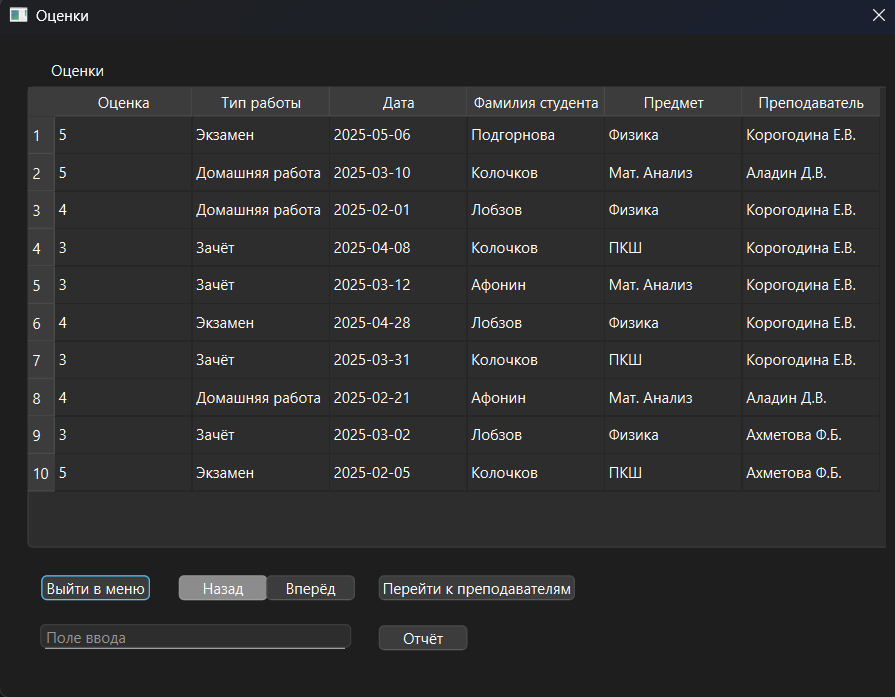 Оценки
Оценки
Оценка Тип работы Дата Фамилия студента Предмет Преподаватель
1 5 Экзамен 2025-05-06 Подгорнова Физика Корогодина Е.В.
2 5 Домашняя работа 2025-03-10 Колочков Мат. Анализ Аладин Д.В.
3 4 Домашняя работа 2025-02-01 Лобзов Физика Корогодина Е.В.
4 3 Зачёт 2025-04-08 Колочков ПКШ Корогодина Е.В.
5 3 Зачёт 2025-03-12 Афонин Мат. Анализ Корогодина Е.В.
6 4 Экзамен 2025-04-28 Лобзов Физика Корогодина Е.В.
7 3 Зачёт 2025-03-31 Колочков ПКШ Корогодина Е.В.
8 4 Домашняя работа 2025-02-21 Афонин Мат. Анализ Аладин Д.В.
9 3 Зачёт 2025-03-02 Лобзов Физика Ахметова Ф.Б.
10 5 Экзамен 2025-02-05 Колочков ПКШ Ахметова Ф.Б.
Выйти в меню Назад Вперёд Перейти к преподавателям
Поле ввода Отчёт